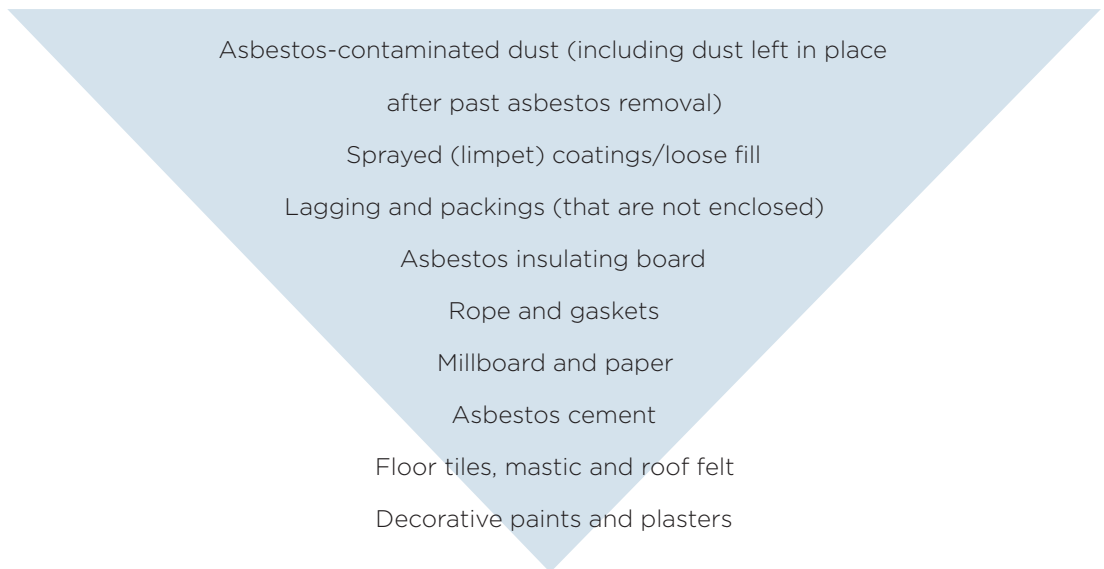 Asbestos-contaminated dust (including dust left in place
after past asbestos removal)
Sprayed (limpet) coatings/loose fill
Lagging and packings (that are not enclosed)
Asbestos insulating board
Rope and gaskets
Millboard and paper
Asbestos cement
Floor tiles, mastic and roof felt
Decorative paints and plasters